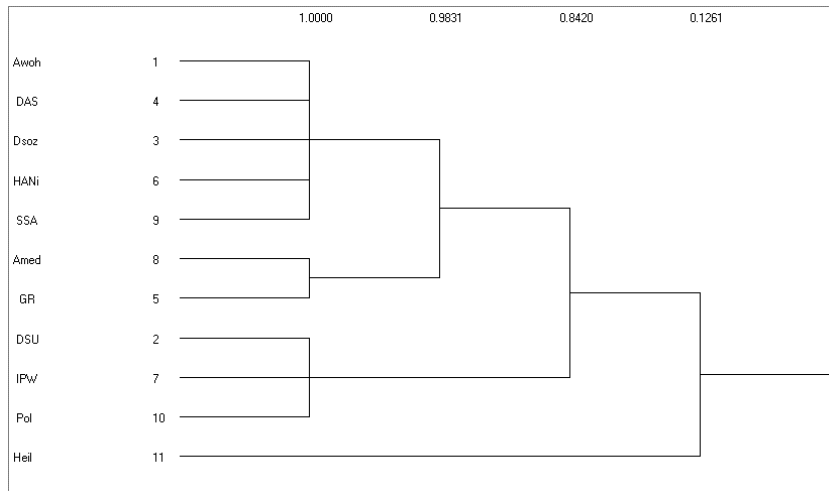 1.0000 0.9831 0.8420 0.1261
Awoh 1
DAS 4
Dsoz 3
HANi 6
SSA 9
Amed 8
GR 5
DSU 2
IPW 7
Pol 10
Heil 11